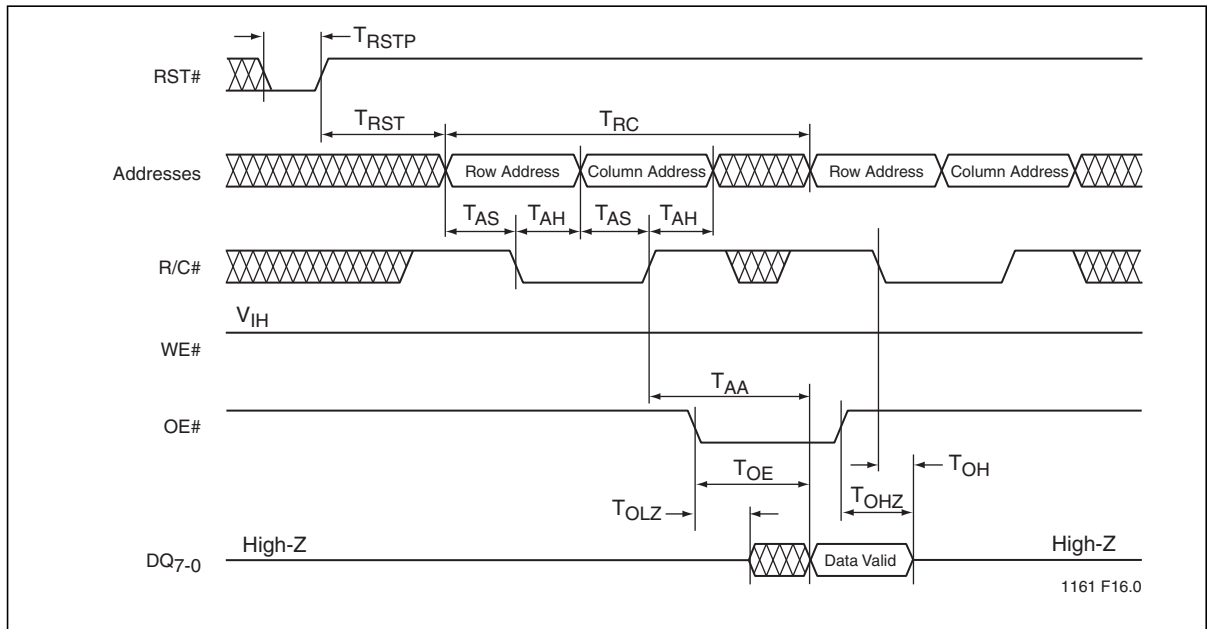 TRSTP
RST#
TRST
TRC
Addresses
Row Address
Column Address
Row Address
Column Address
TAS
TAH
TAS
TAH
R/C#
VIH
WE#
TAA
OE#
TOE
TOH
TOLZ
TOHZ
High-Z
High-Z
DQ7-0
Data Valid
1161 F16.0